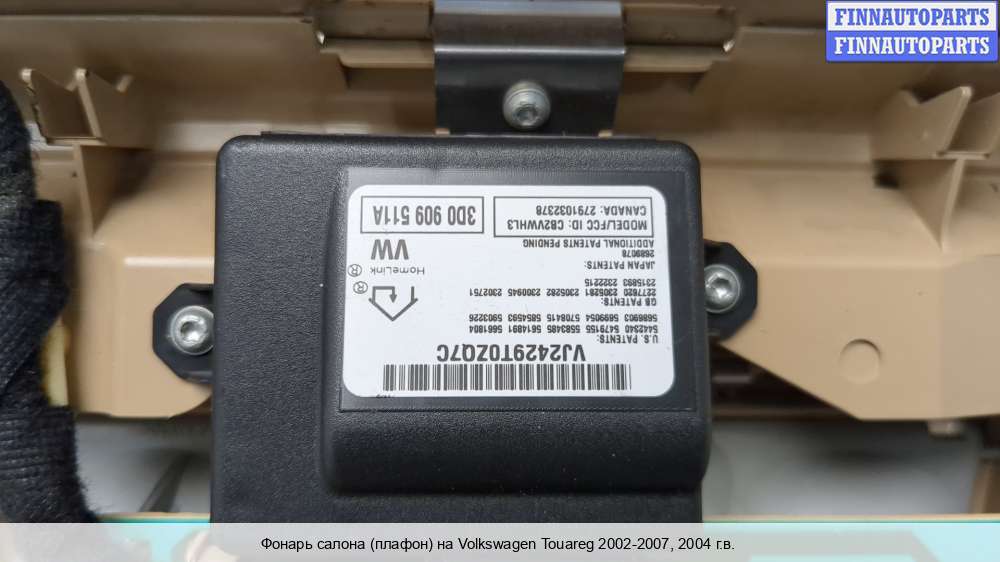 FINNAUTOPARTS
FINNAUTOPARTS
VJ2429T0ZQ7C
U.S. PATENTS:
5442340 5479155 5583485 5614891 5661804
5686903 5699054 5708415 5854593 5903226
GB PATENTS:
2277620 2305281 2305282 2300945 2302751
2315893 2322215
JAPAN PATENTS:
2689078
ADDITIONAL PATENTS PENDING
MODEL/FCC ID: CB2VWHL3
CANADA: 2791032378
®
HomeLink®
VW
3D0 909 511A
Фонарь салона (плафон) на Volkswagen Touareg 2002-2007, 2004 г.в.